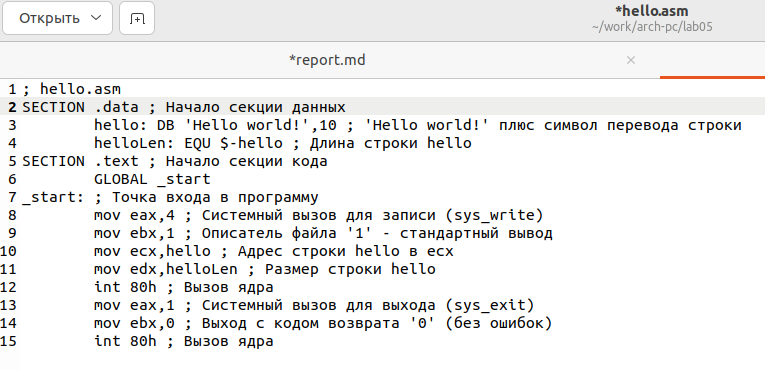 Открыть
*hello.asm
~/work/arch-pc/lab05
*report.md
×
1 ; hello.asm
2 SECTION .data ; Начало секции данных
3 hello: DB 'Hello world!',10 ; 'Hello world!' плюс символ перевода строки
4 helloLen: EQU $-hello ; Длина строки hello
5 SECTION .text ; Начало секции кода
6 GLOBAL _start
7 _start: ; Точка входа в программу
8 mov eax,4 ; Системный вызов для записи (sys_write)
9 mov ebx,1 ; Описатель файла '1' - стандартный вывод
10 mov ecx,hello ; Адрес строки hello в ecx
11 mov edx,helloLen ; Размер строки hello
12 int 80h ; Вызов ядра
13 mov eax,1 ; Системный вызов для выхода (sys_exit)
14 mov ebx,0 ; Выход с кодом возврата '0' (без ошибок)
15 int 80h ; Вызов ядра